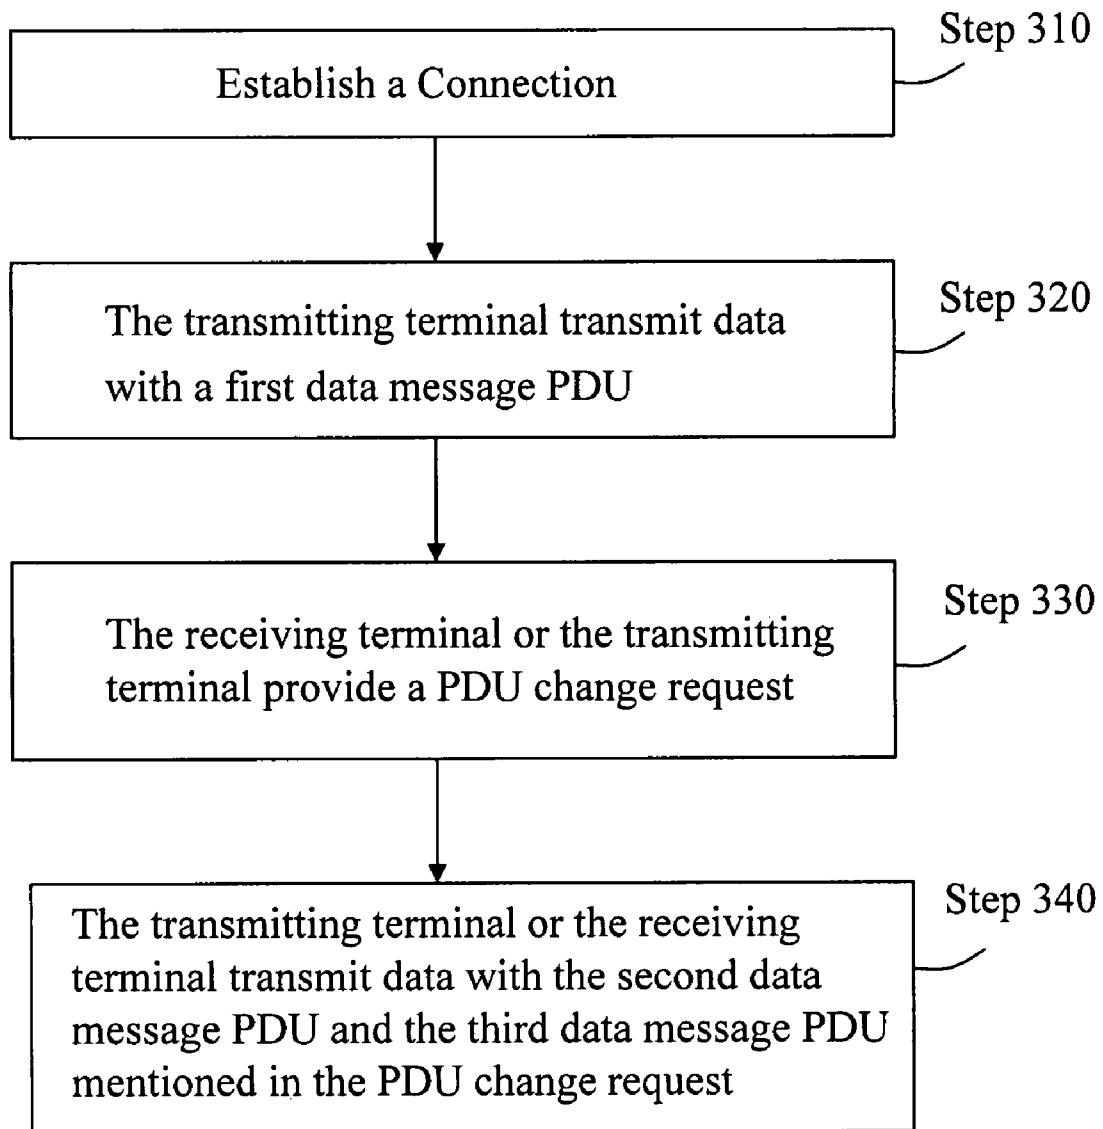 Step 310
Establish a Connection
Step 320
The transmitting terminal transmit data
with a first data message PDU
Step 330
The receiving terminal or the transmitting
terminal provide a PDU change request
Step 340
The transmitting terminal or the receiving
terminal transmit data with the second data
message PDU and the third data message PDU
mentioned in the PDU change request